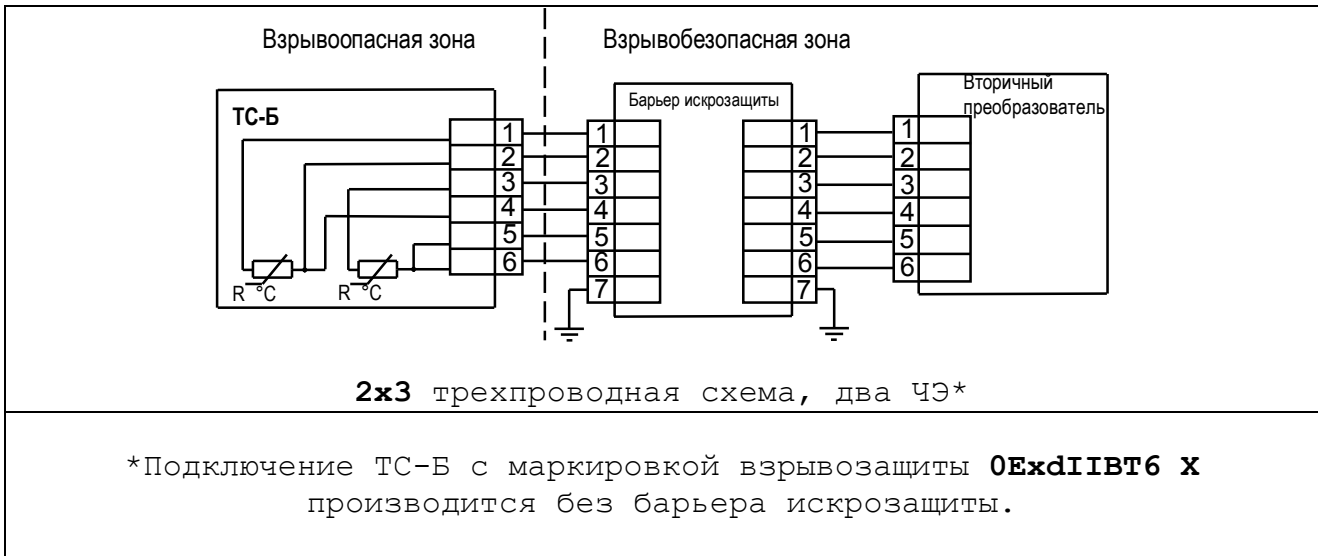 Взрывоопасная зона
Взрывобезопасная зона
ТС-Б
Барьер искрозащиты
Вторичный
преобразователь
1 1 1 1
2 2 2 2
3 3 3 3
4 4 4 4
5 5 5 5
6 6 6 6
7 7
R °C R °C
2х3 трехпроводная схема, два ЧЭ*
*Подключение ТС-Б с маркировкой взрывозащиты 0ExdIIBT6 X
производится без барьера искрозащиты.